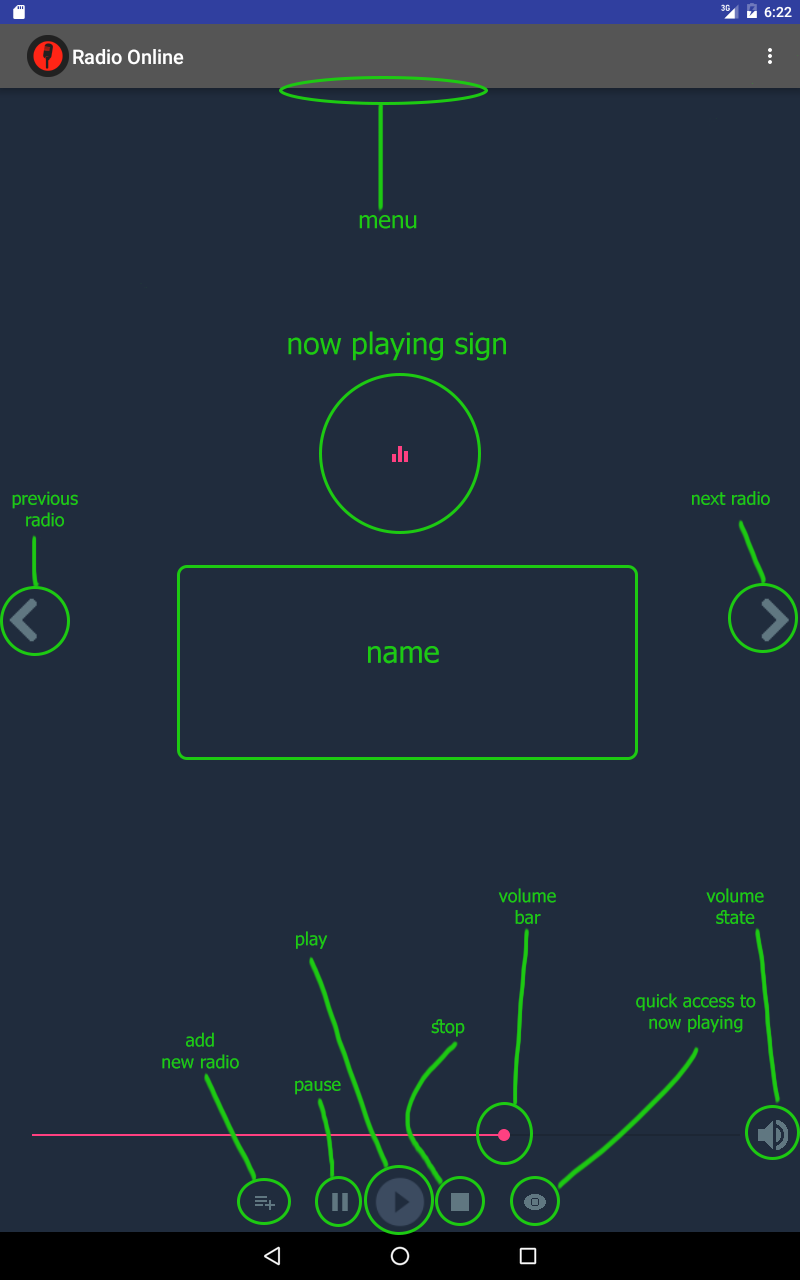 3G 6:22
Radio Online
menu
now playing sign
previous
radio
next radio
name
volume
bar
volume
state
play
quick access to
now playing
stop
add
new radio
pause